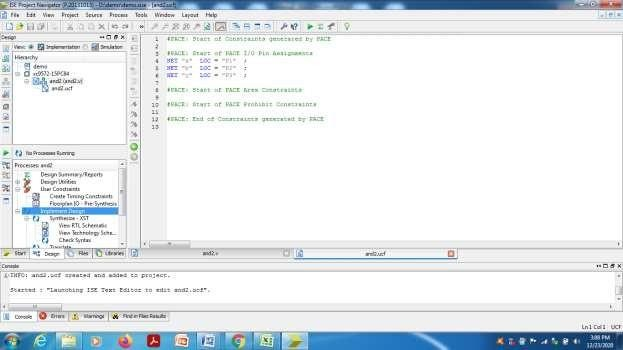 ISE Project Navigator (P.20131013) - D:\demo\demo.xise - [and2.ucf]
File Edit View Project Source Process Tools Window Layout Help
Design
View: Implementation Simulation
Hierarchy
demo
xc9572-15PC84
and2 (and2.v)
and2.ucf
No Processes Running
Processes: and2
Design Summary/Reports
Design Utilities
User Constraints
Create Timing Constraints
Floorplan IO - Pre-Synthesis
Implement Design
Synthesize - XST
View RTL Schematic
View Technology Sche...
Check Syntax
Translate
Start Design Files Libraries
1 #PACE: Start of Constraints generated by PACE
2
3 #PACE: Start of PACE I/O Pin Assignments
4 NET "a" LOC = "P1" ;
5 NET "b" LOC = "P2" ;
6 NET "y" LOC = "P3" ;
7
8 #PACE: Start of PACE Area Constraints
9
10 #PACE: Start of PACE Prohibit Constraints
11
12 #PACE: End of Constraints generated by PACE
13
and2.v
and2.ucf
Console
INFO: and2.ucf created and added to project.
Started : "Launching ISE Text Editor to edit and2.ucf".
Console Errors Warnings Find in Files Results
Ln 1 Col 1 UCF
3:08 PM
12/23/2020